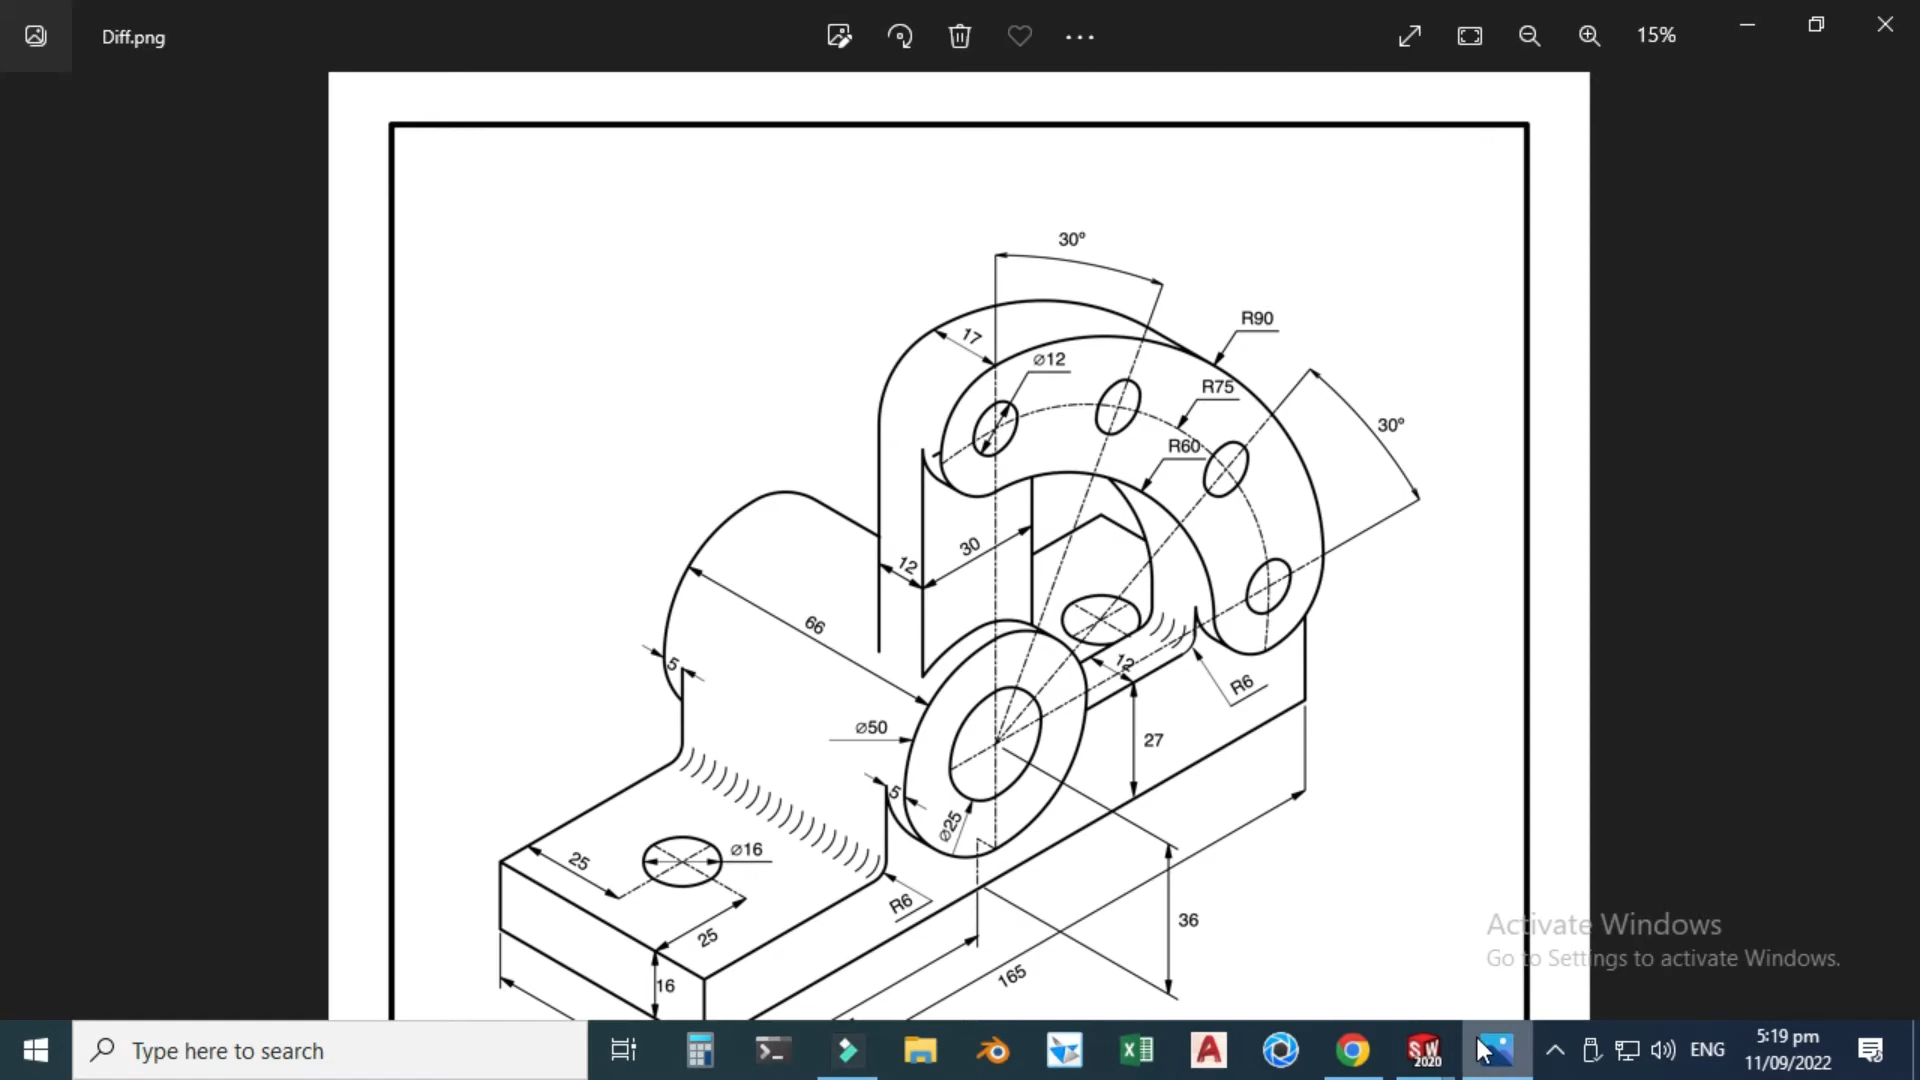 Diff.png
15%
30°
R90
17
⌀12
R75
30°
R60
30
12
66
12
5
R6
⌀50
27
5
⌀25
⌀16
25
R6
36
25
165
16
Activate Windows
Go to Settings to activate Windows.
Type here to search
SW
2020
ENG
5:19 pm
11/09/2022